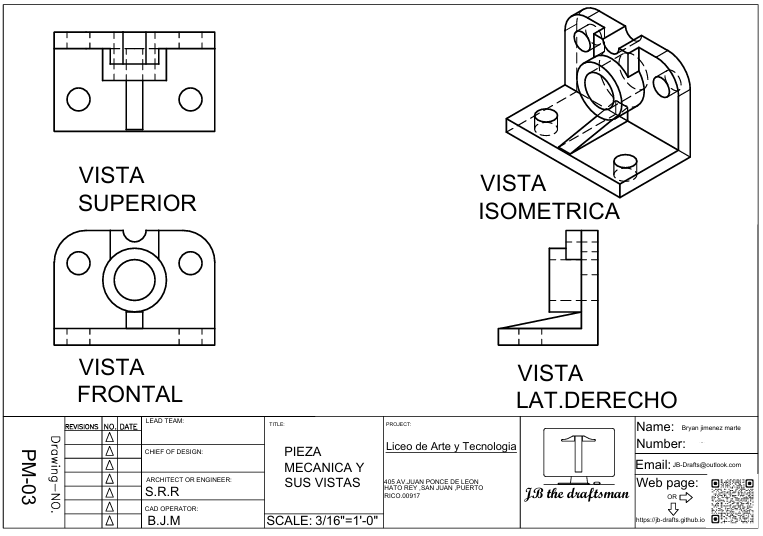 VISTA
SUPERIOR
VISTA
ISOMETRICA
VISTA
FRONTAL
VISTA
LAT.DERECHO
PM-03
Drawing-NO.
REVISIONS NO. DATE
LEAD TEAM:
CHIEF OF DESIGN:
ARCHITECT OR ENGINEER:
S.R.R
CAD OPERATOR:
B.J.M
TITLE:
PIEZA
MECANICA Y
SUS VISTAS
SCALE: 3/16"=1'-0"
PROJECT:
Liceo de Arte y Tecnologia
405 AV.JUAN PONCE DE LEON
HATO REY ,SAN JUAN ,PUERTO
RICO.00917
J.B the draftsman
Name: Bryan jimenez marte
Number:
Email: JB-Drafts@outlook.com
Web page:
OR
https://jb-drafts.github.io